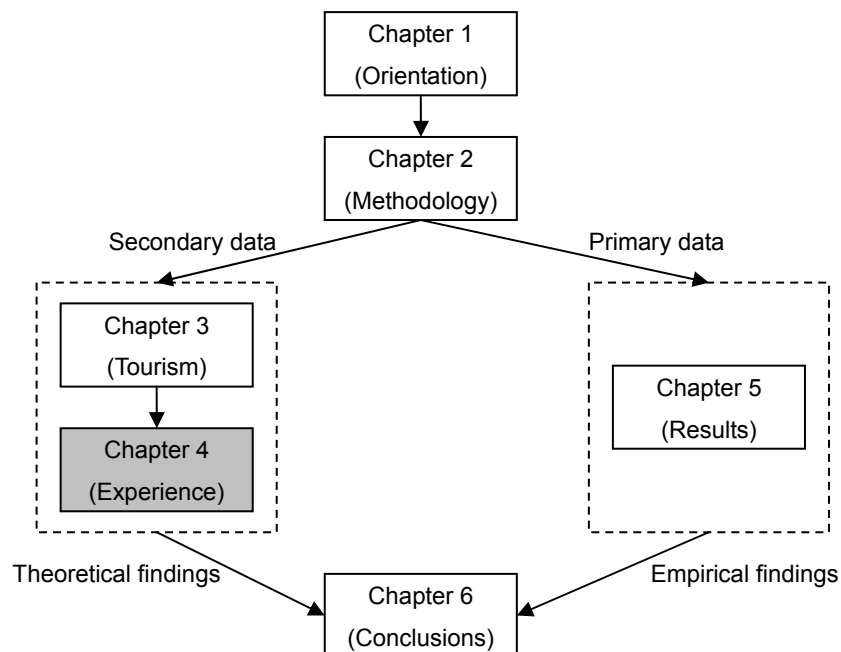 Chapter 1
(Orientation)
Chapter 2
(Methodology)
Secondary data
Primary data
Chapter 3
(Tourism)
Chapter 4
(Experience)
Chapter 5
(Results)
Theoretical findings
Empirical findings
Chapter 6
(Conclusions)